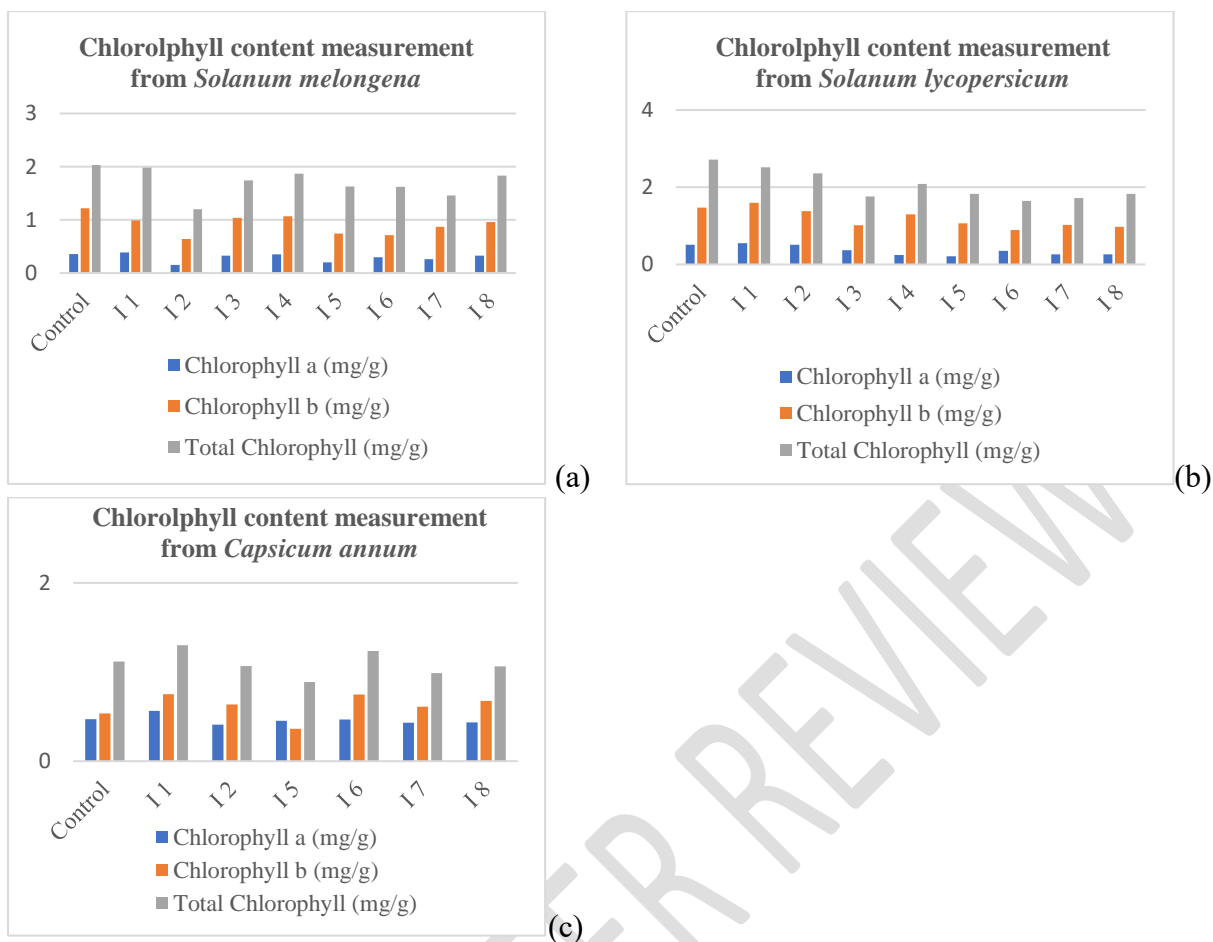 Chlorolphyll content measurement
from Solanum melongena
3
2
1
0
Control
I 1
I 2
I 3
I 4
I 5
I 6
I 7
I 8
Chlorophyll a (mg/g)
Chlorophyll b (mg/g)
Total Chlorophyll (mg/g)
(a)
Chlorolphyll content measurement
from Solanum lycopersicum
4
2
0
Control
I 1
I 2
I 3
I 4
I 5
I 6
I 7
I 8
Chlorophyll a (mg/g)
Chlorophyll b (mg/g)
Total Chlorophyll (mg/g)
(b)
Chlorolphyll content measurement
from Capsicum annum
2
0
Control
I 1
I 2
I 5
I 6
I 7
I 8
Chlorophyll a (mg/g)
Chlorophyll b (mg/g)
Total Chlorophyll (mg/g)
(c)
ER REVIEW